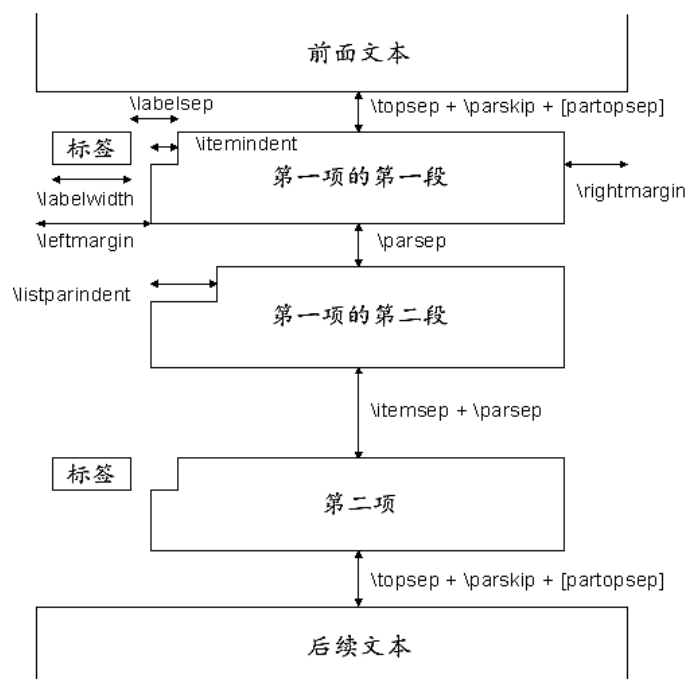 前面文本
\labelsep
\topsep + \parskip + [partopsep]
标签
\itemindent
第一项的第一段
\labelwidth
\rightmargin
\leftmargin
\parsep
\listparindent
第一项的第二段
\itemsep + \parsep
标签
第二项
\topsep + \parskip + [partopsep]
后续文本